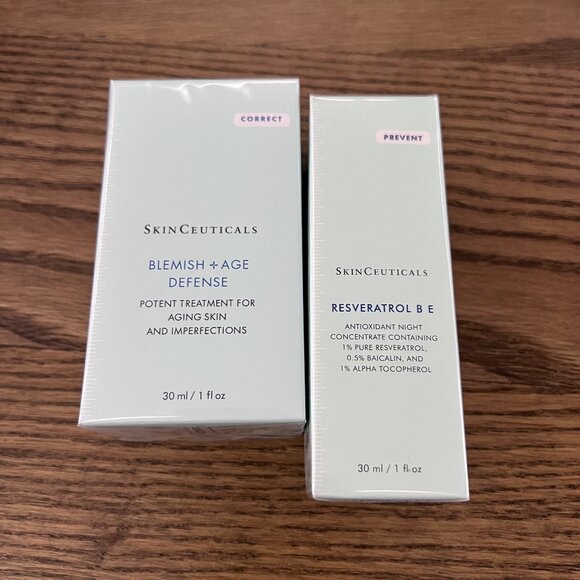 CORRECT
SKINCEUTICALS
BLEMISH + AGE
DEFENSE
POTENT TREATMENT FOR
AGING SKIN
AND IMPERFECTIONS
30 ml / 1 fl oz
PREVENT
SKINCEUTICALS
RESVERATROL B E
ANTIOXIDANT NIGHT
CONCENTRATE CONTAINING
1% PURE RESVERATROL,
0.5% BAICALIN, AND
1% ALPHA TOCOPHEROL
30 ml / 1 fl oz